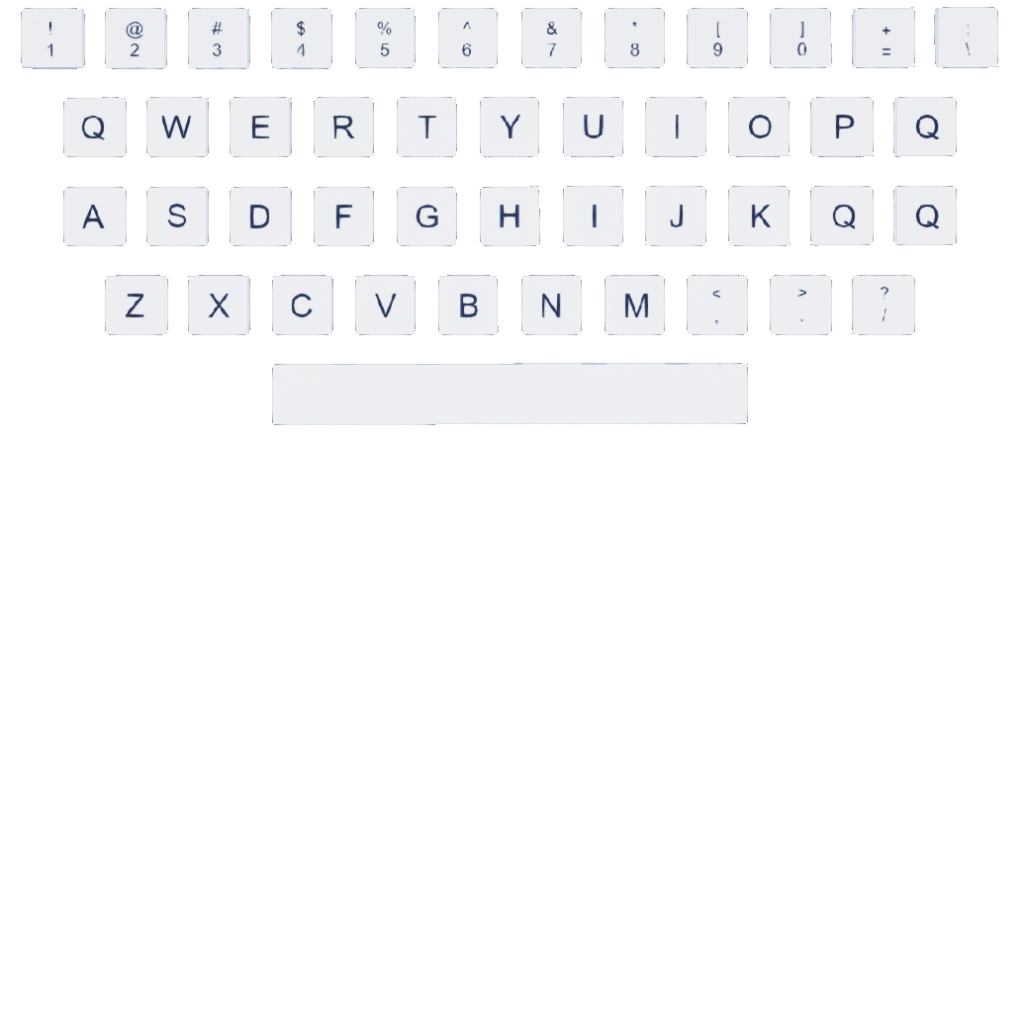 ! @ # $ % ^ & * [ ] + :
1 2 3 4 5 6 7 8 9 0 = \
Q W E R T Y U I O P Q
A S D F G H I J K Q Q
Z X C V B N M < > ?
, . /